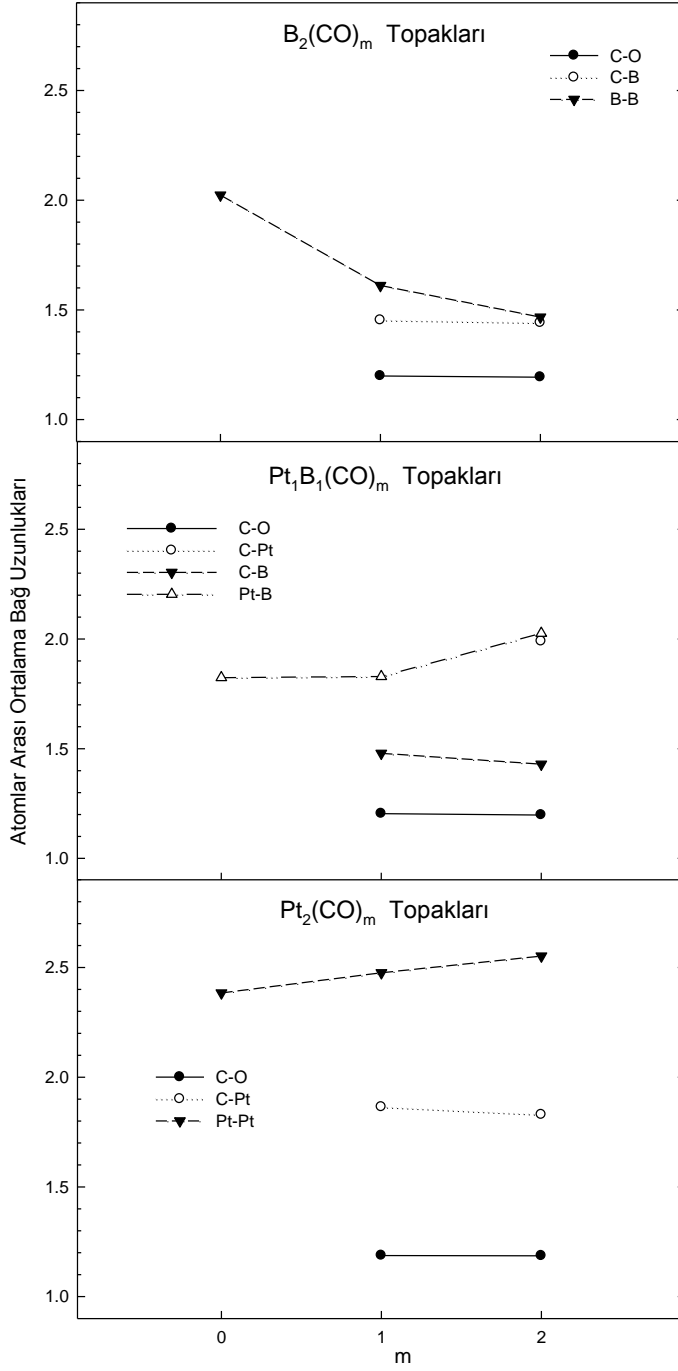 B₂(CO)ₘ Topakları
C-O
C-B
B-B
2.5
2.0
1.5
1.0
Pt₁B₁(CO)ₘ Topakları
C-O
C-Pt
C-B
Pt-B
2.5
2.0
1.5
1.0
Atomlar Arası Ortalama Bağ Uzunlukları
Pt₂(CO)ₘ Topakları
C-O
C-Pt
Pt-Pt
2.5
2.0
1.5
1.0
0 1 2
m